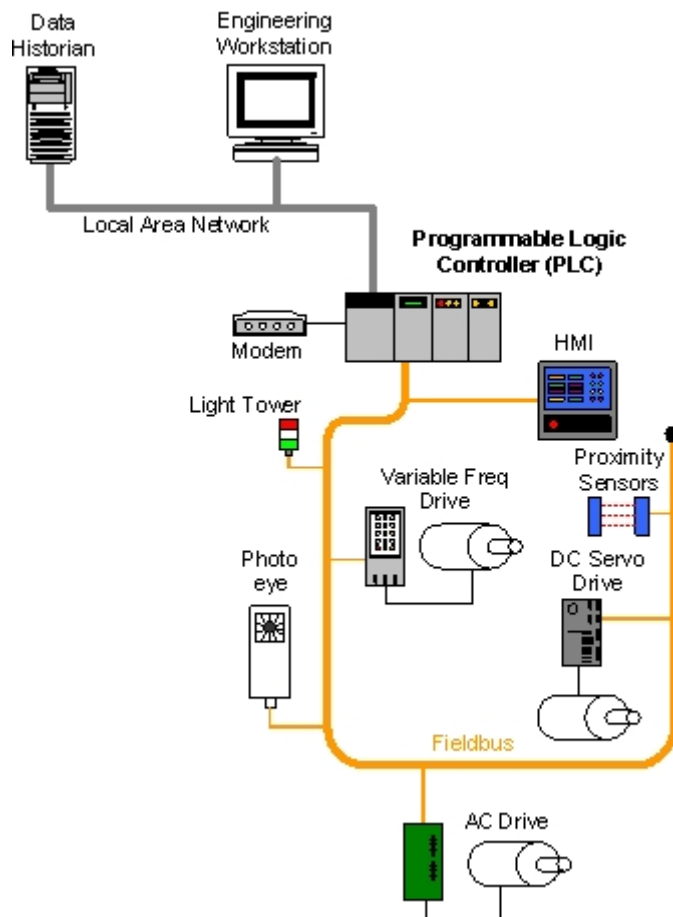 Data
Historian
Engineering
Workstation
Local Area Network
Programmable Logic
Controller (PLC)
Modem
HMI
Light Tower
Proximity
Sensors
Variable Freq
Drive
Photo
eye
DC Servo
Drive
Fieldbus
AC Drive